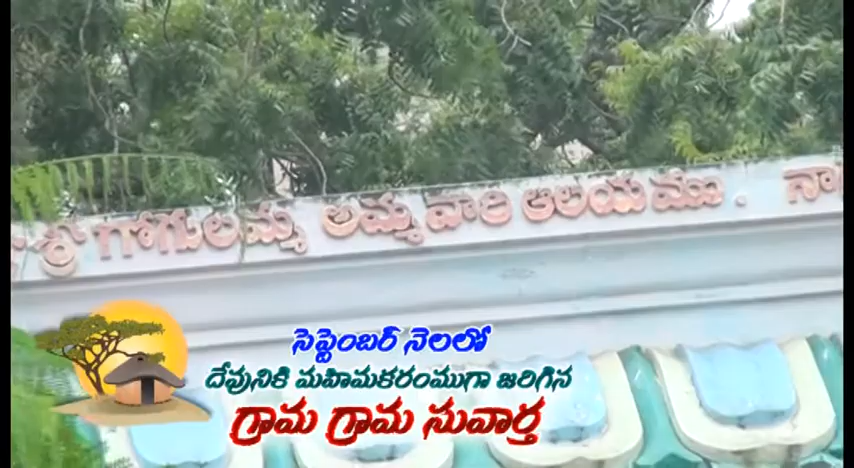 శ్రీ గోగులమ్మ అమ్మవారి ఆలయము. నా
సెప్టెంబర్ నెలలో
దేవునికి మహిమకరంముగా జరిగిన
గ్రామ గ్రామ సువార్త